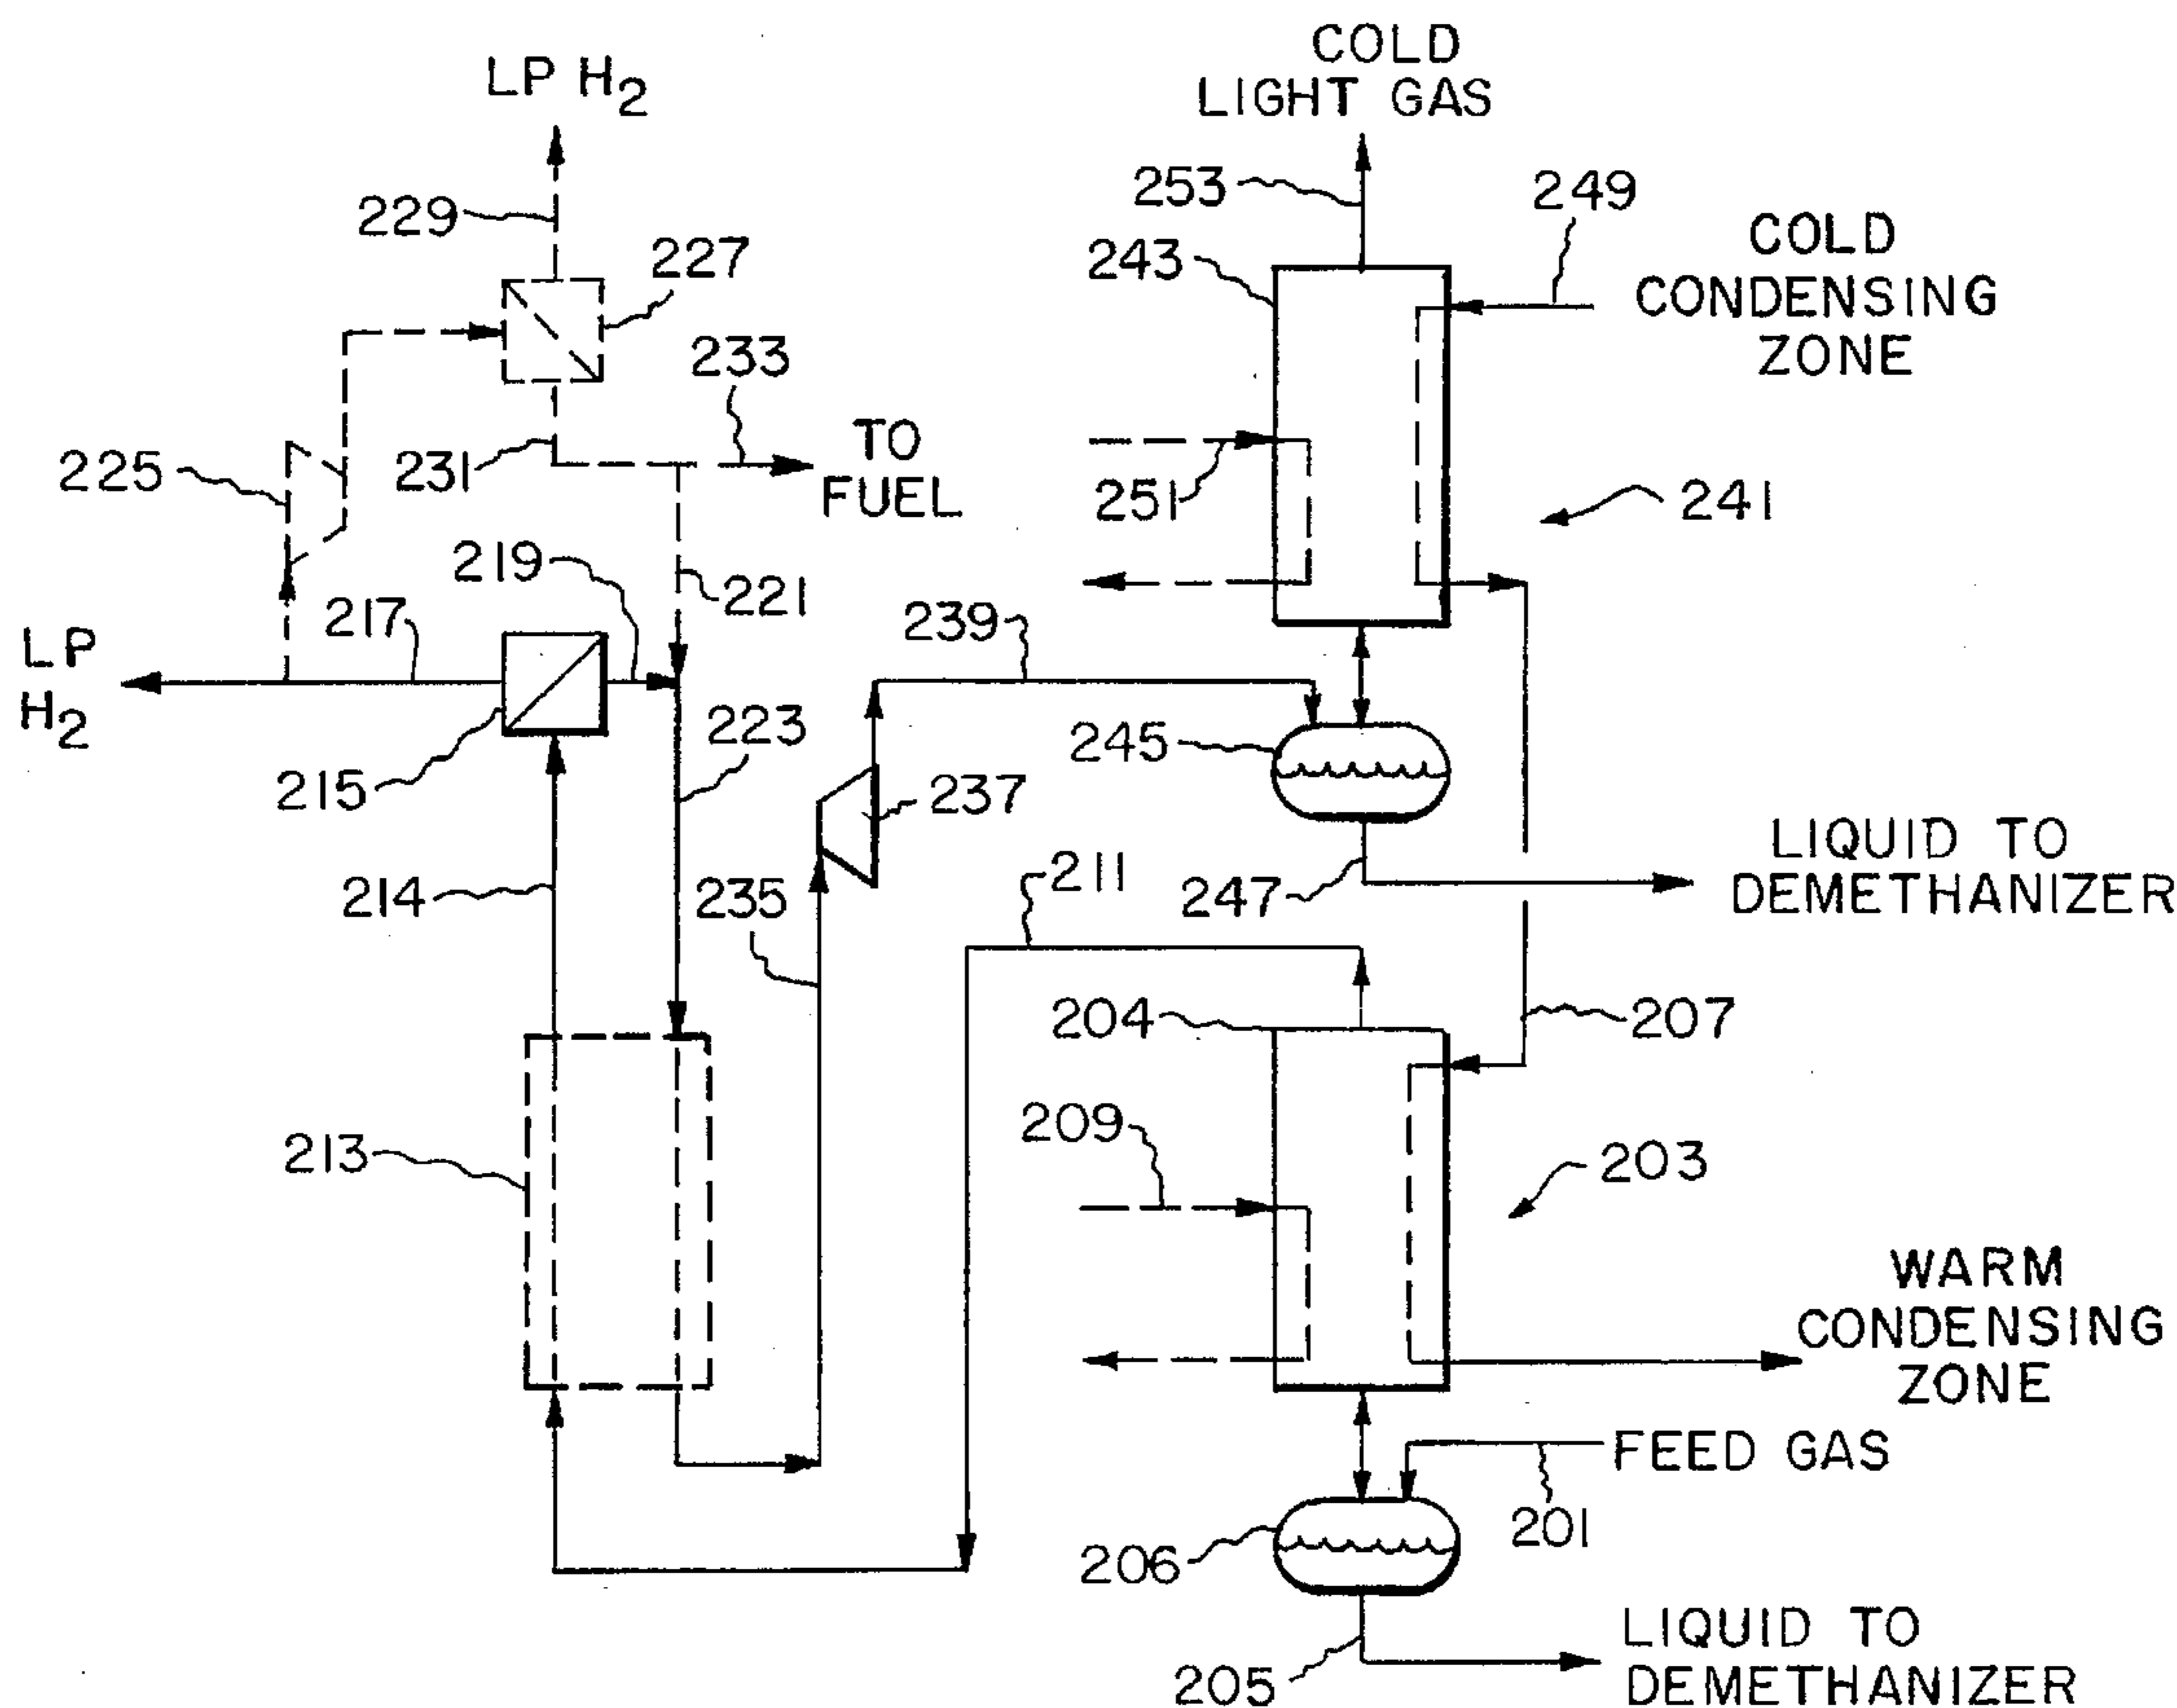 COLD
LIGHT GAS
LP H2
253
249
229
243
COLD
CONDENSING
ZONE
227
233
TO
FUEL
225
231
251
241
219
221
217
239
LP
H2
223
245
215
237
LIQUID TO
DEMETHANIZER
211
214
235
247
204
207
209
213
203
WARM
CONDENSING
ZONE
FEED GAS
201
206
LIQUID TO
DEMETHANIZER
205